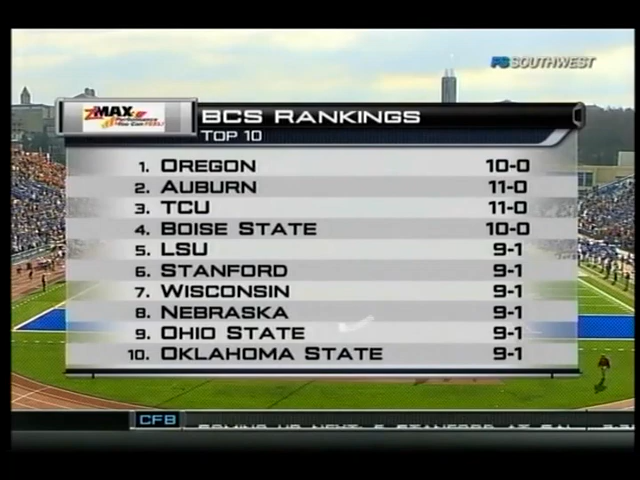 FS SOUTHWEST
ZMAX
Performance
BCS RANKINGS
TOP 10
1. OREGON 10-0
2. AUBURN 11-0
3. TCU 11-0
4. BOISE STATE 10-0
5. LSU 9-1
6. STANFORD 9-1
7. WISCONSIN 9-1
8. NEBRASKA 9-1
9. OHIO STATE 9-1
10. OKLAHOMA STATE 9-1
CFB